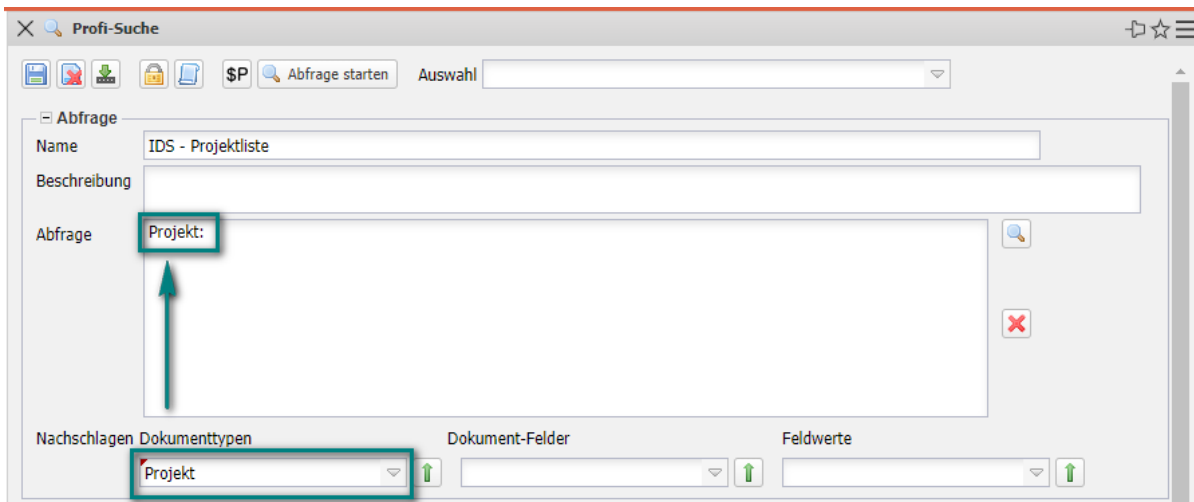 Profi-Suche
$P Abfrage starten Auswahl
Abfrage
Name IDS - Projektliste
Beschreibung
Abfrage Projekt:
Nachschlagen Dokumenttypen Dokument-Felder Feldwerte
Projekt